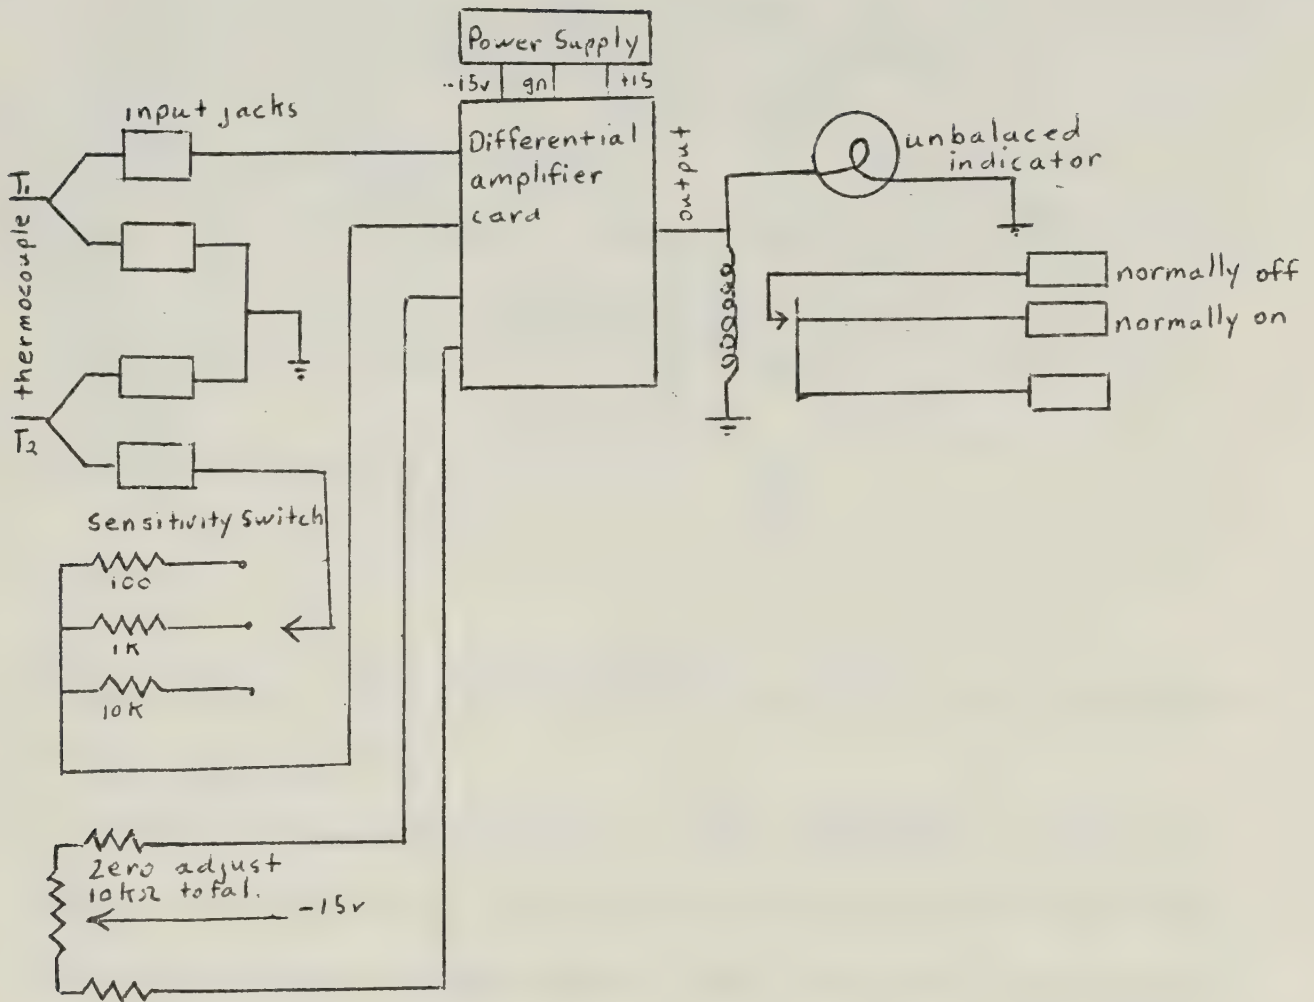 Power Supply
-15v gn +15
input jacks
Differential
amplifier
card
output
unbalaced
indicator
T1
thermocouple
T2
normally off
normally on
Sensitivity Switch
100
1K
10K
Zero adjust
10kΩ total.
-15v